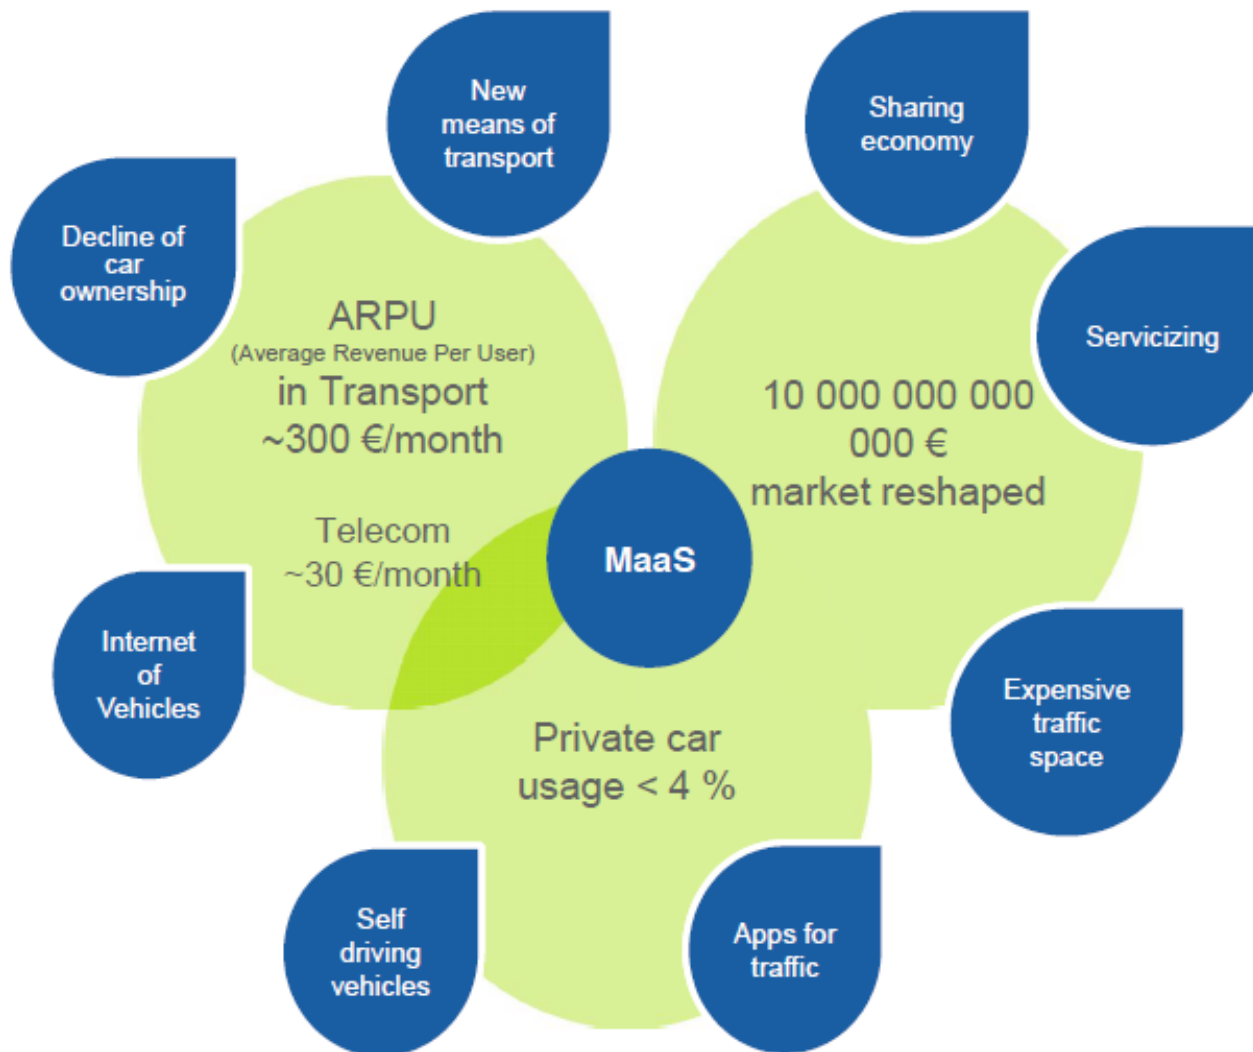 New
means of
transport
Sharing
economy
Decline of
car
ownership
Servicizing
ARPU
(Average Revenue Per User)
in Transport
~300 €/month
Telecom
~30 €/month
10 000 000 000
000 €
market reshaped
MaaS
Internet
of
Vehicles
Expensive
traffic
space
Private car
usage < 4 %
Self
driving
vehicles
Apps for
traffic